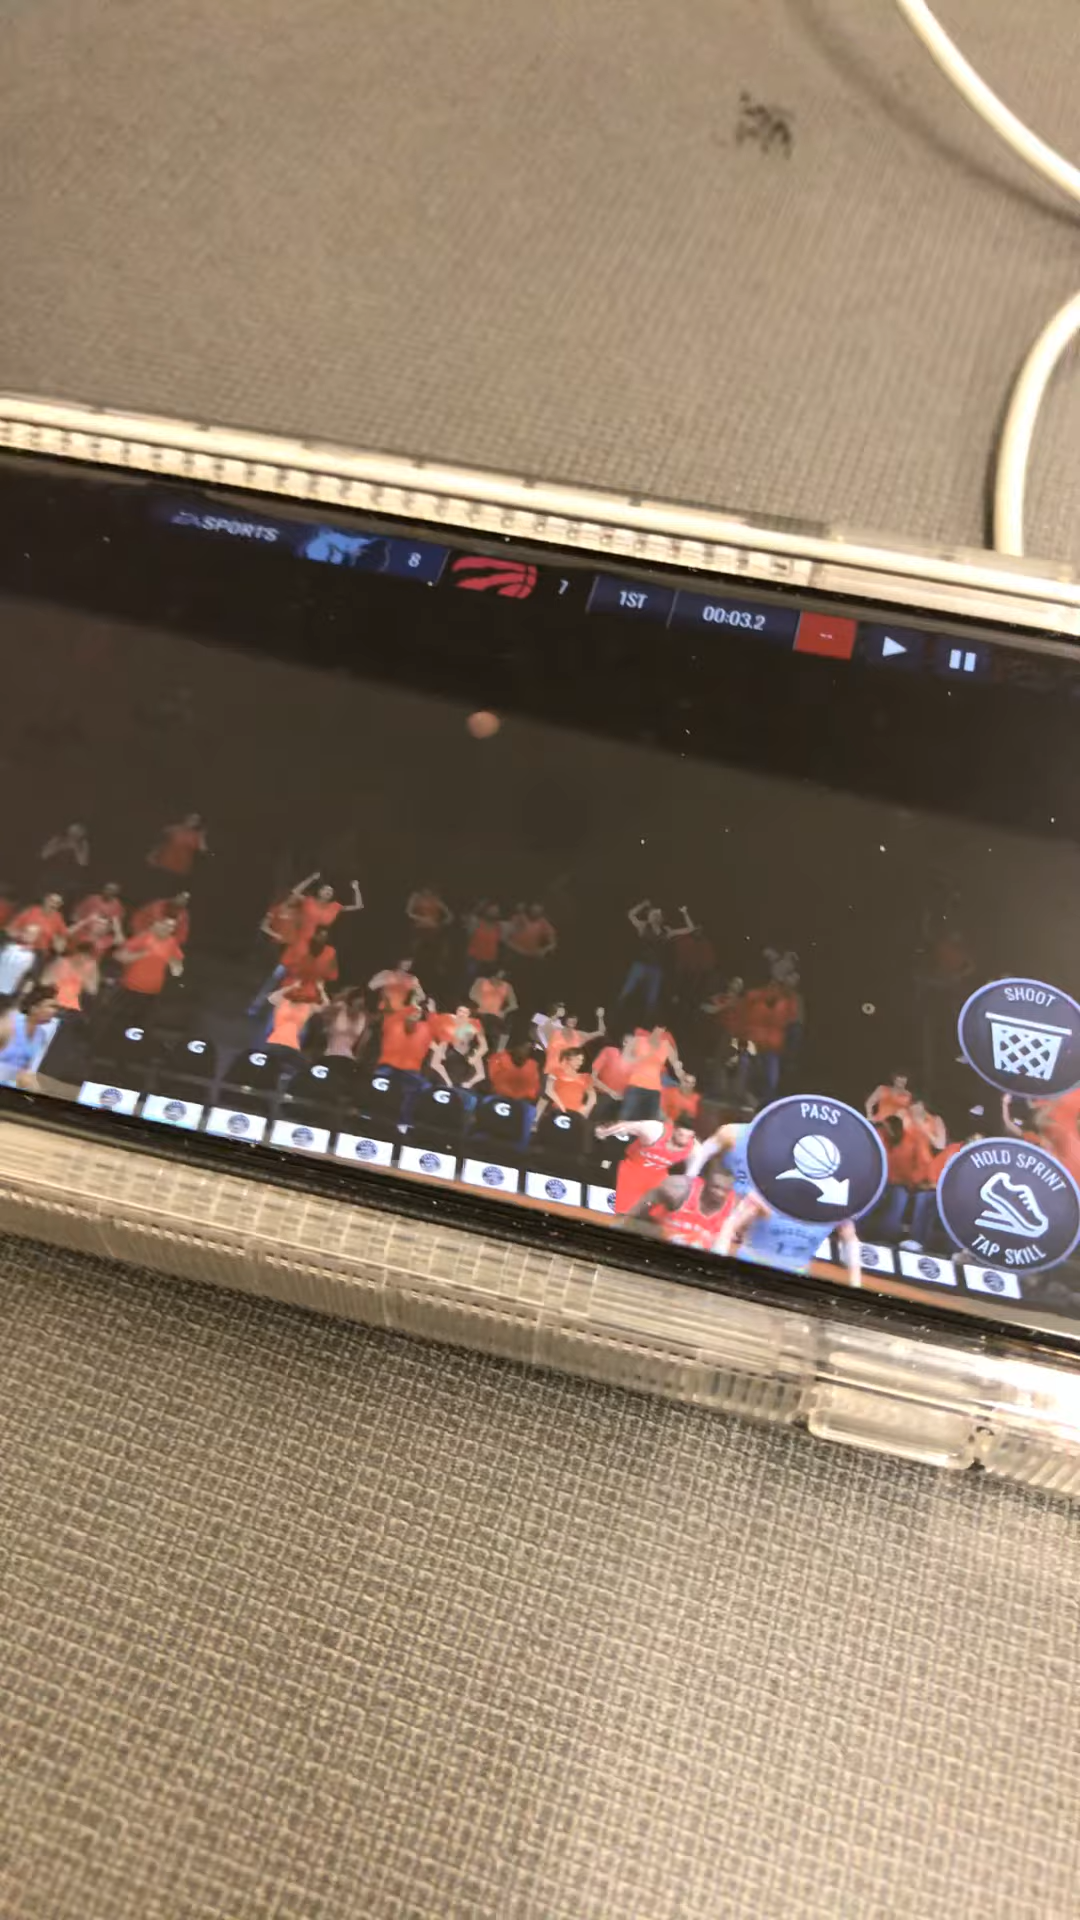 EA SPORTS 8 7 1ST 00:03.2 --
SHOOT
PASS
HOLD SPRINT
TAP SKILL
G G G G G G G G